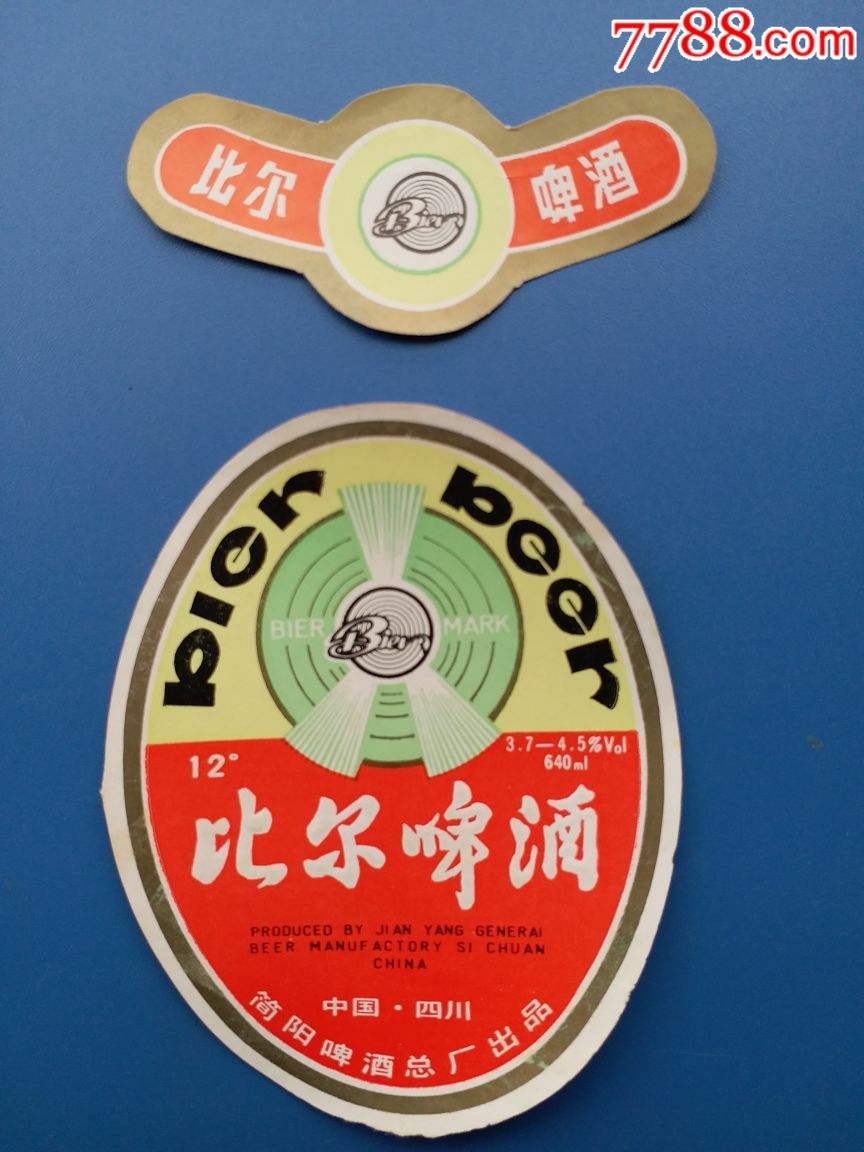 7788.com
比尔 啤酒
Bier
bier beer
BIER Bier MARK
12° 3.7—4.5%Vol
640ml
比尔啤酒
PRODUCED BY JIAN YANG GENERAI
BEER MANUFACTORY SI CHUAN
CHINA
中国·四川
简阳啤酒总厂出品